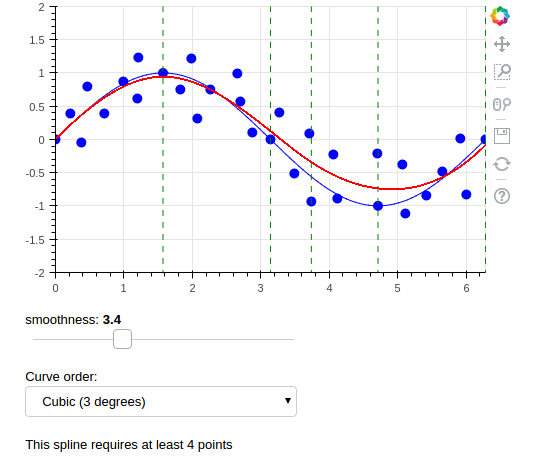 2
1.5
1
0.5
0
-0.5
-1
-1.5
-2
0 1 2 3 4 5 6
smoothness: 3.4
Curve order:
Cubic (3 degrees)
This spline requires at least 4 points